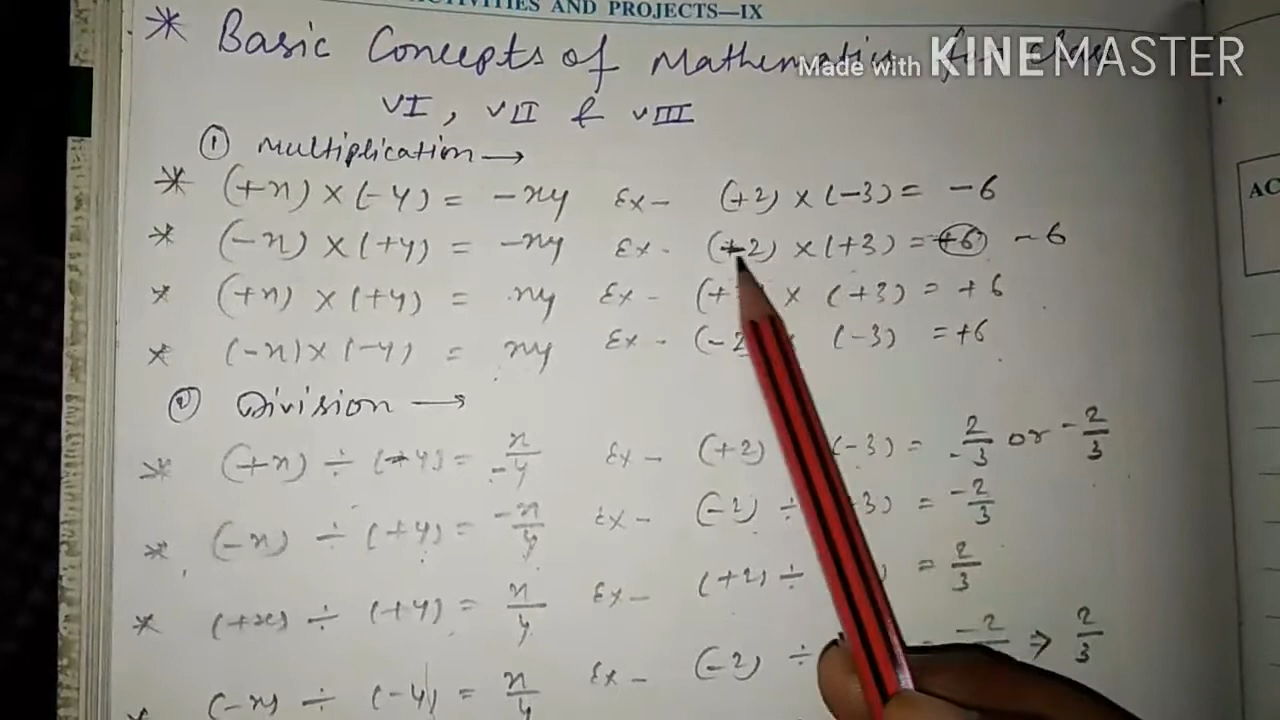 ACTIVITIES AND PROJECTS—IX
* Basic Concepts of Mathematics for class
Made with KINEMASTER
VI, VII & VIII
① Multiplication →
* (+x) × (-y) = -xy Ex- (+2) × (-3) = -6
* (-x) × (+y) = -xy Ex- (-2) × (+3) = +6 -6
* (+x) × (+y) = xy Ex- (+ × (+3) = +6
* (-x) × (-y) = xy Ex- (-2 (-3) = +6
AC
② Division →
* (+x) ÷ (-y) = x/-y Ex- (+2) (-3) = 2/-3 or -2/3
* (-x) ÷ (+y) = -x/y Ex- (-2) ÷ 3) = -2/3
* (+x) ÷ (+y) = x/y Ex- (+2) ÷ ) = 2/3
* (-x) ÷ (-y) = x/y Ex- (-2) ÷ = -2 ⇒ 2/3